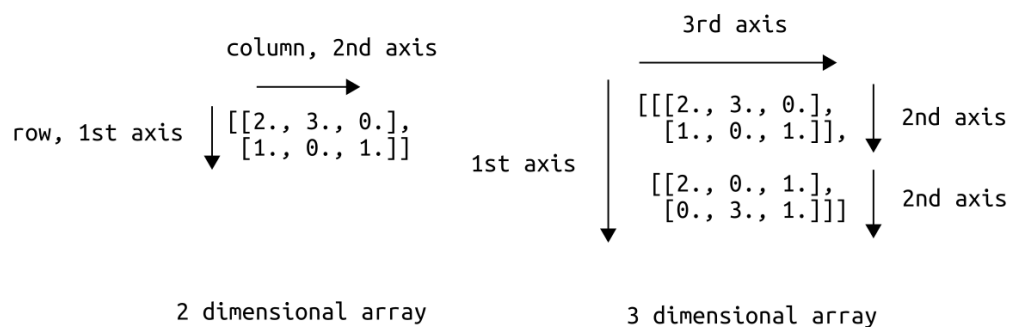 column, 2nd axis
row, 1st axis
[[2., 3., 0.],
[1., 0., 1.]]
2 dimensional array
3rd axis
1st axis
[[[2., 3., 0.],
[1., 0., 1.]],
2nd axis
[[2., 0., 1.],
[0., 3., 1.]]]
2nd axis
3 dimensional array